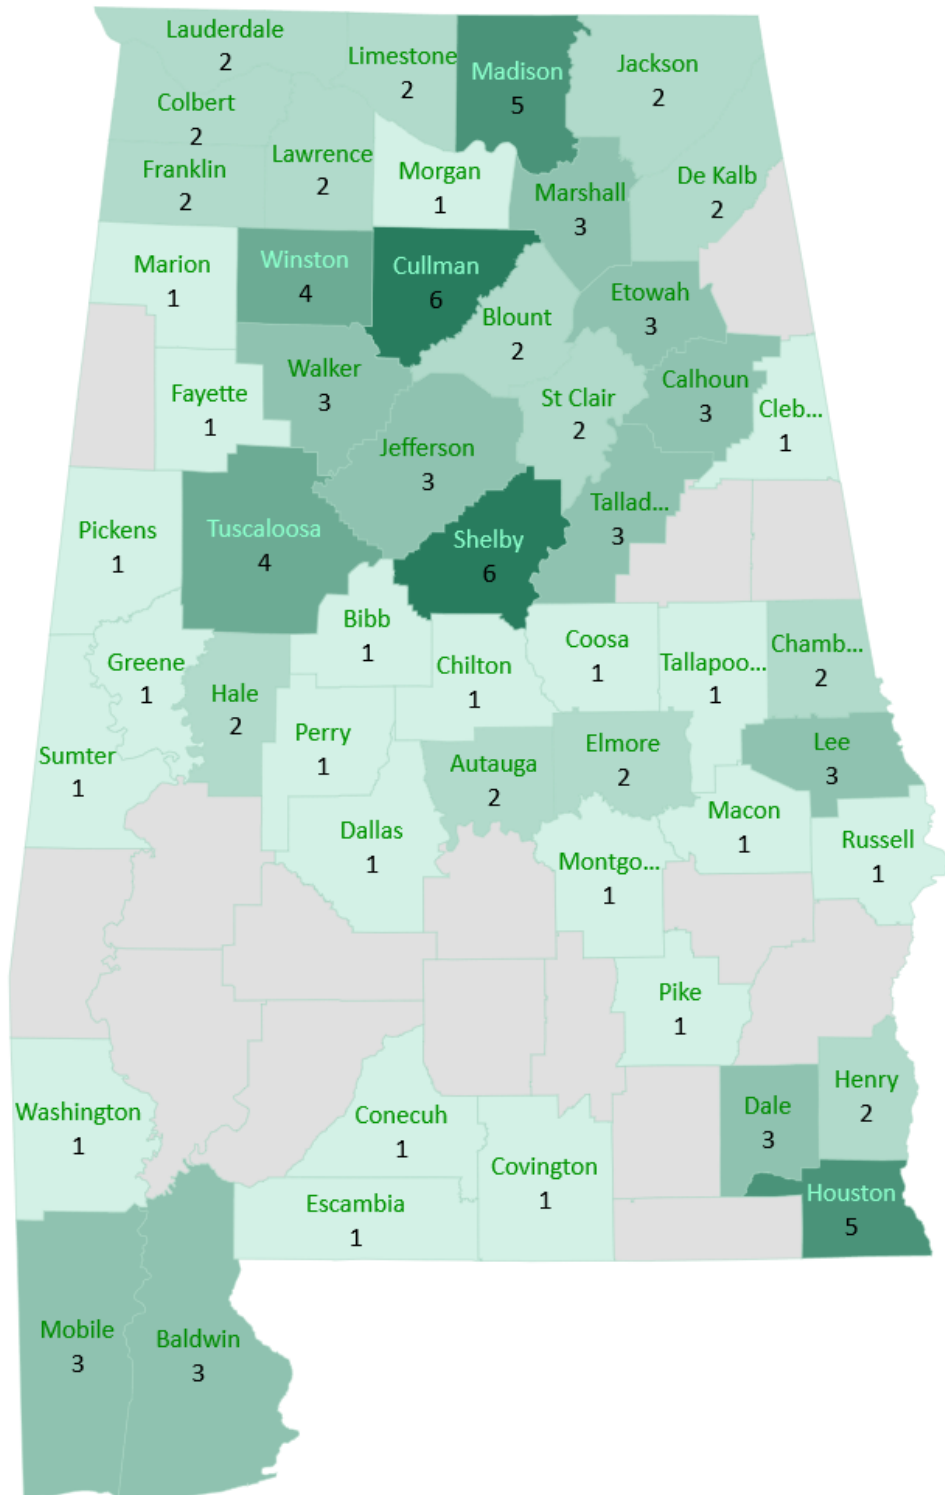 Lauderdale
2
Limestone
2
Madison
5
Jackson
2
Colbert
2
Franklin
2
Lawrence
2
Morgan
1
Marshall
3
De Kalb
2
Marion
1
Winston
4
Cullman
6
Blount
2
Etowah
3
Walker
3
Fayette
1
St Clair
2
Calhoun
3
Cleb...
1
Jefferson
3
Tallad...
3
Pickens
1
Tuscaloosa
4
Shelby
6
Bibb
1
Greene
1
Hale
2
Chilton
1
Coosa
1
Tallapoo...
1
Chamb...
2
Sumter
1
Perry
1
Autauga
2
Elmore
2
Lee
3
Dallas
1
Montgo...
1
Macon
1
Russell
1
Pike
1
Washington
1
Conecuh
1
Covington
1
Dale
3
Henry
2
Escambia
1
Houston
5
Mobile
3
Baldwin
3